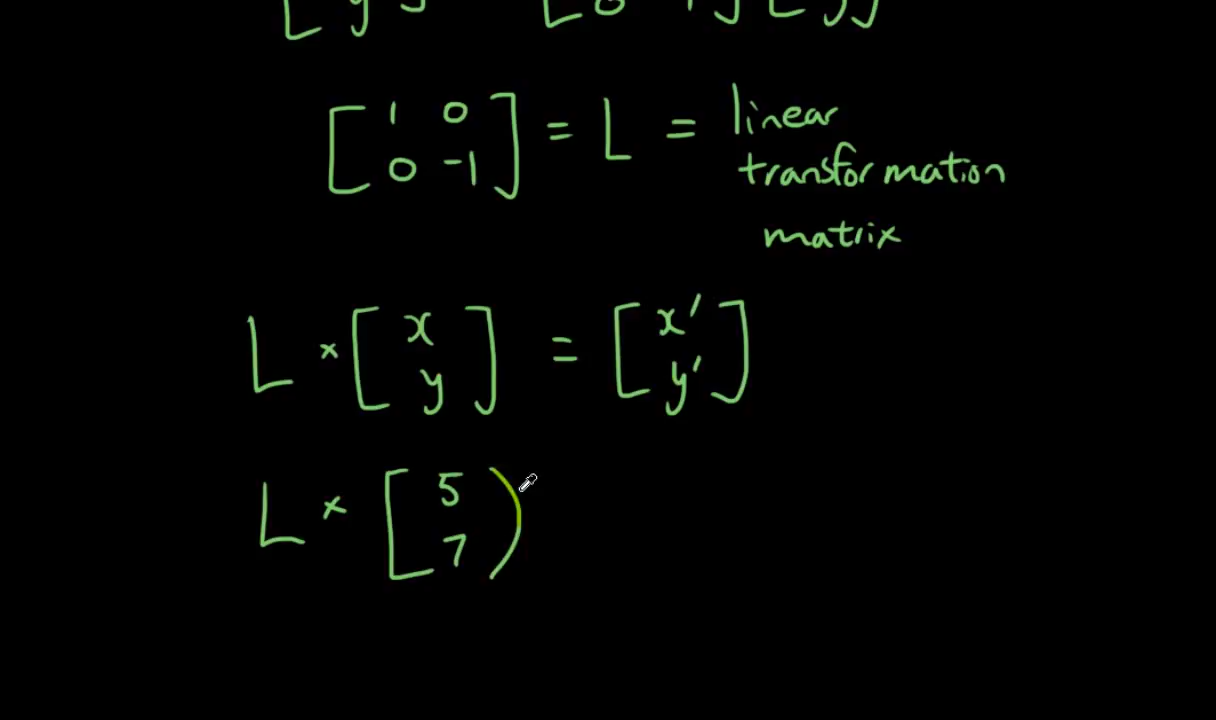 [ 1 0 ] = L = linear
[ 0 -1 ] transformation
matrix
L × [ x ] = [ x′ ]
[ y ] [ y′ ]
L × [ 5 )
[ 7 )